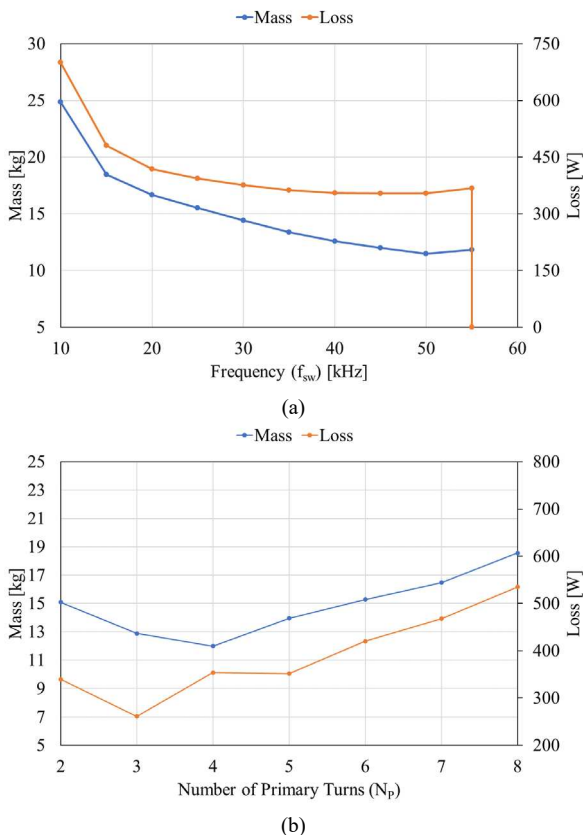 Mass Loss
30 750
25 600
20 450
15 300
10 150
5 0
Mass [kg]
Loss [W]
10 20 30 40 50 60
Frequency (fsw) [kHz]
(a)
Mass Loss
25 800
23
21 700
19 600
17
15 500
13 400
11
9 300
7
5 200
Mass [kg]
Loss [W]
2 3 4 5 6 7 8
Number of Primary Turns (NP)
(b)